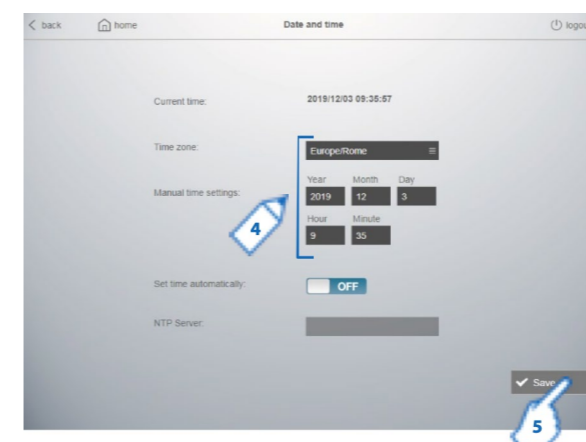 back home Date and time logou
Current time: 2019/12/03 09:35:57
Time zone: Europe/Rome
Year Month Day
Manual time settings: 2019 12 3
4
Hour Minute
9 35
Set time automatically: OFF
NTP Server:
Save
5